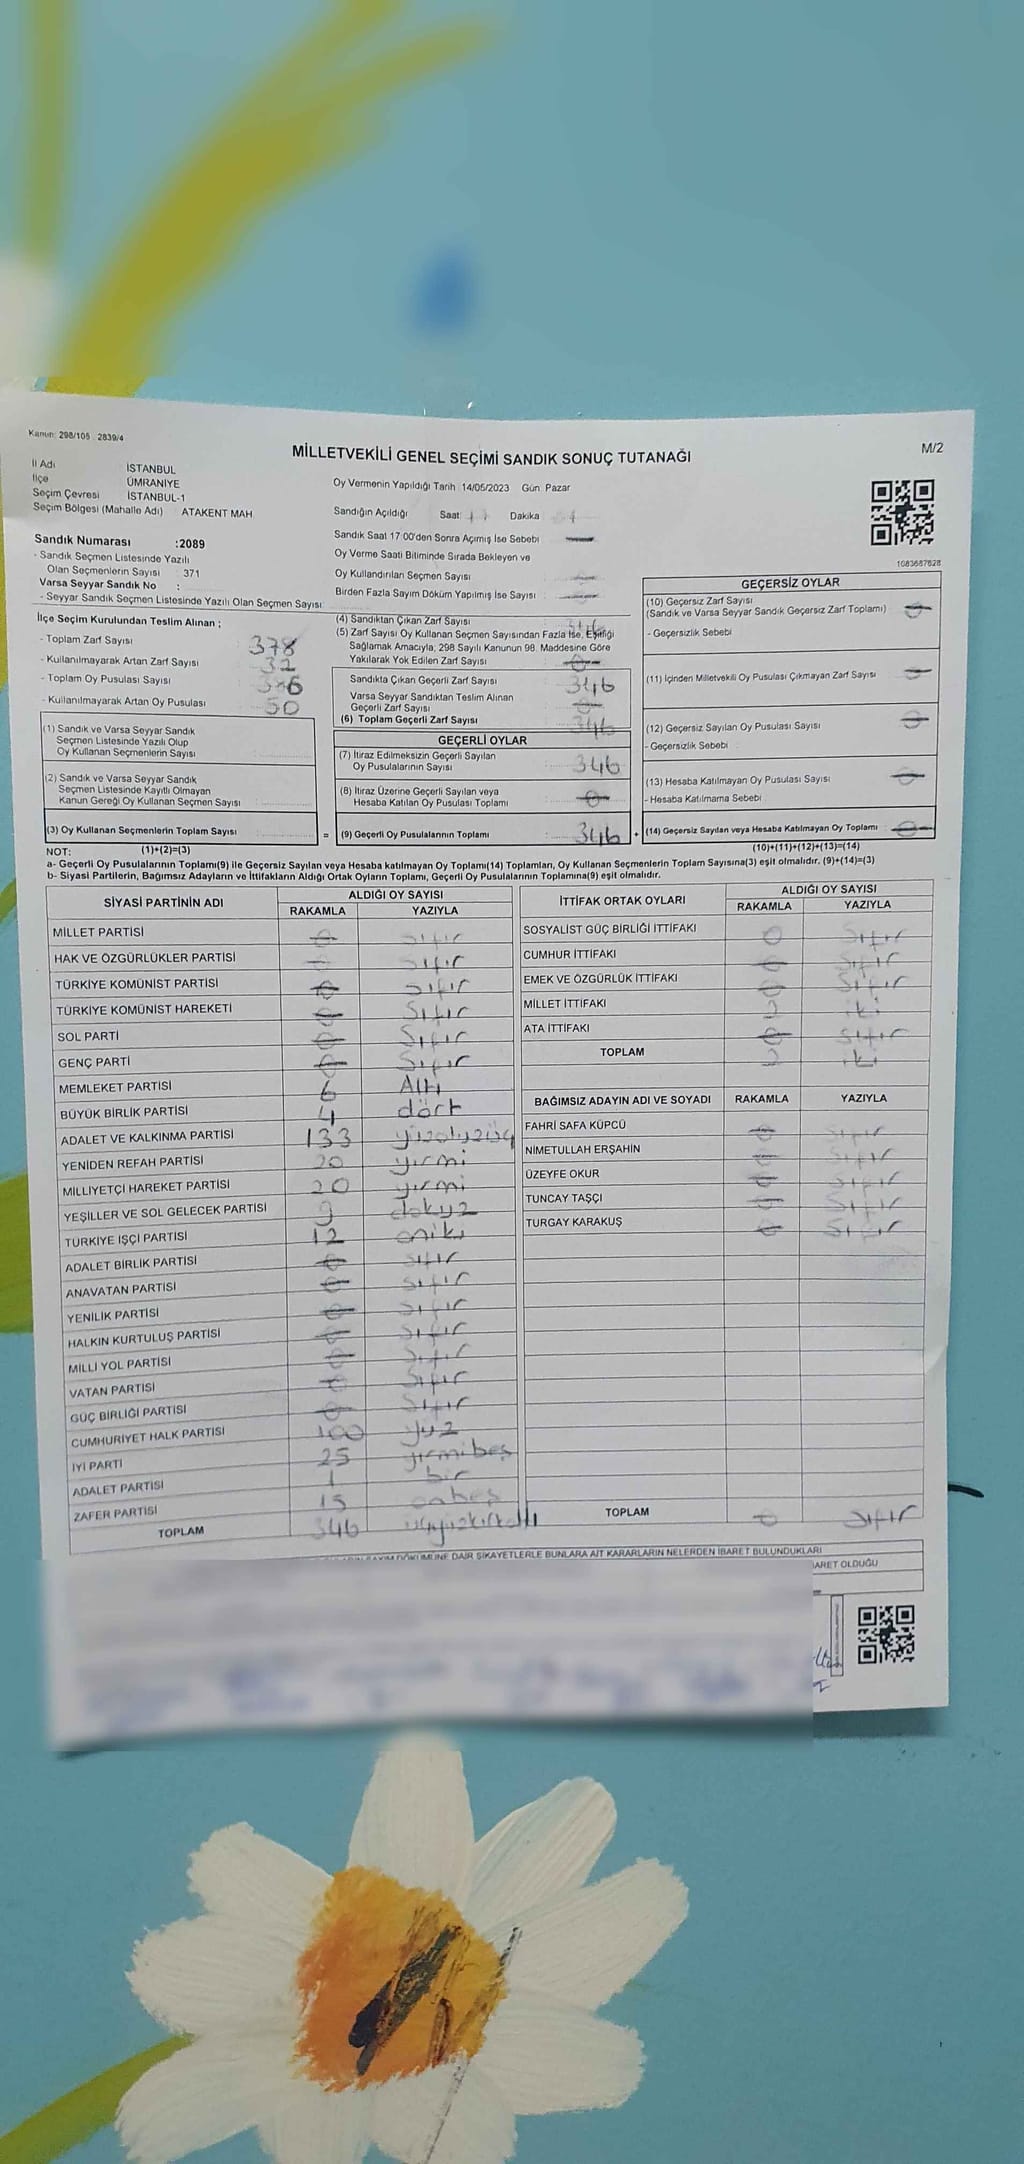 Kanun: 298/105 2839/4
MİLLETVEKİLİ GENEL SEÇİMİ SANDIK SONUÇ TUTANAĞI
M/2
İl Adı İSTANBUL
İlçe ÜMRANİYE
Seçim Çevresi İSTANBUL-1
Seçim Bölgesi (Mahalle Adı) ATAKENT MAH
Sandık Numarası :2089
- Sandık Seçmen Listesinde Yazılı
Olan Seçmenlerin Sayısı : 371
Varsa Seyyar Sandık No :
- Seyyar Sandık Seçmen Listesinde Yazılı Olan Seçmen Sayısı:
Oy Vermenin Yapıldığı Tarih 14/05/2023 Gün: Pazar
Sandığın Açıldığı Saat: Dakika
Sandık Saat 17:00'den Sonra Açımış İse Sebebi
Oy Verme Saati Bitiminde Sırada Bekleyen ve
Oy Kullandırılan Seçmen Sayısı
Birden Fazla Sayım Döküm Yapılmış İse Sayısı :
1083687828
İlçe Seçim Kurulundan Teslim Alınan ;
- Toplam Zarf Sayısı 378
- Kullanılmayarak Artan Zarf Sayısı 32
- Toplam Oy Pusulası Sayısı
- Kullanılmayarak Artan Oy Pusulası 50
(1) Sandık ve Varsa Seyyar Sandık
Seçmen Listesinde Yazılı Olup
Oy Kullanan Seçmenlerin Sayısı
(2) Sandık ve Varsa Seyyar Sandık
Seçmen Listesinde Kayıtlı Olmayan
Kanun Gereği Oy Kullanan Seçmen Sayısı
(3) Oy Kullanan Seçmenlerin Toplam Sayısı
(1)+(2)=(3)
(4) Sandıktan Çıkan Zarf Sayısı 346
(5) Zarf Sayısı Oy Kullanan Seçmen Sayısından Fazla İse, Eşitliği
Sağlamak Amacıyla; 298 Sayılı Kanunun 98. Maddesine Göre
Yakılarak Yok Edilen Zarf Sayısı 0
Sandıkta Çıkan Geçerli Zarf Sayısı 346
Varsa Seyyar Sandıktan Teslim Alınan
Geçerli Zarf Sayısı 0
(6) Toplam Geçerli Zarf Sayısı 346
GEÇERLİ OYLAR
(7) İtiraz Edilmeksizin Geçerli Sayılan
Oy Pusulalarının Sayısı 346
(8) İtiraz Üzerine Geçerli Sayılan veya
Hesaba Katılan Oy Pusulası Toplamı 0
= (9) Geçerli Oy Pusulalarının Toplamı 346 +
GEÇERSİZ OYLAR
(10) Geçersiz Zarf Sayısı
(Sandık ve Varsa Seyyar Sandık Geçersiz Zarf Toplamı) 0
- Geçersizlik Sebebi
(11) İçinden Milletvekili Oy Pusulası Çıkmayan Zarf Sayısı 0
(12) Geçersiz Sayılan Oy Pusulası Sayısı 0
- Geçersizlik Sebebi
(13) Hesaba Katılmayan Oy Pusulası Sayısı 0
- Hesaba Katılmama Sebebi
(14) Geçersiz Sayılan veya Hesaba Katılmayan Oy Toplamı 0
(10)+(11)+(12)+(13)=(14)
NOT:
a- Geçerli Oy Pusulalarının Toplamı(9) ile Geçersiz Sayılan veya Hesaba katılmayan Oy Toplamı(14) Toplamları, Oy Kullanan Seçmenlerin Toplam Sayısına(3) eşit olmalıdır. (9)+(14)=(3)
b- Siyasi Partilerin, Bağımsız Adayların ve İttifakların Aldığı Oyların Toplamı, Geçerli Oy Pusulalarının Toplamına(9) eşit olmalıdır.
SİYASİ PARTİNİN ADI ALDIĞI OY SAYISI
RAKAMLA YAZIYLA
MİLLET PARTİSİ 0 Sıfır
HAK VE ÖZGÜRLÜKLER PARTİSİ 0 Sıfır
TÜRKİYE KOMÜNİST PARTİSİ 0 Sıfır
TÜRKİYE KOMÜNİST HAREKETİ 0 Sıfır
SOL PARTİ 0 Sıfır
GENÇ PARTİ 0 Sıfır
MEMLEKET PARTİSİ 6 Altı
BÜYÜK BİRLİK PARTİSİ 4 dört
ADALET VE KALKINMA PARTİSİ 133 yüzotuzüç
YENİDEN REFAH PARTİSİ 20 yirmi
MİLLİYETÇİ HAREKET PARTİSİ 20 yirmi
YEŞİLLER VE SOL GELECEK PARTİSİ 9 dokuz
TÜRKİYE İŞÇİ PARTİSİ 12 oniki
ADALET BİRLİK PARTİSİ 0 Sıfır
ANAVATAN PARTİSİ 0 Sıfır
YENİLİK PARTİSİ 0 Sıfır
HALKIN KURTULUŞ PARTİSİ 0 Sıfır
MİLLİ YOL PARTİSİ 0 Sıfır
VATAN PARTİSİ 0 Sıfır
GÜÇ BİRLİĞİ PARTİSİ 0 Sıfır
CUMHURİYET HALK PARTİSİ 100 yüz
İYİ PARTİ 25 yirmibeş
ADALET PARTİSİ 1 bir
ZAFER PARTİSİ 15 onbeş
TOPLAM 346 üçyüzkırkaltı
İTTİFAK ORTAK OYLARI ALDIĞI OY SAYISI
RAKAMLA YAZIYLA
SOSYALİST GÜÇ BİRLİĞİ İTTİFAKI 0 Sıfır
CUMHUR İTTİFAKI 0 Sıfır
EMEK VE ÖZGÜRLÜK İTTİFAKI 0 Sıfır
MİLLET İTTİFAKI 2 iki
ATA İTTİFAKI 0 Sıfır
TOPLAM 2 iki
BAĞIMSIZ ADAYIN ADI VE SOYADI RAKAMLA YAZIYLA
FAHRİ SAFA KÜPCÜ 0 Sıfır
NİMETULLAH ERŞAHİN 0 Sıfır
ÜZEYFE OKUR 0 Sıfır
TUNCAY TAŞÇI 0 Sıfır
TURGAY KARAKUŞ 0 Sıfır
TOPLAM 0 Sıfır
DÖKÜMÜNE DAİR ŞİKAYETLERLE BUNLARA AİT KARARLARIN NELERDEN İBARET BULUNDUKLARI
OLDUĞU